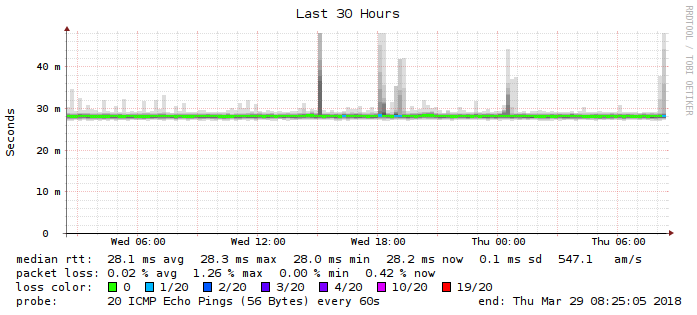 Last 30 Hours
RRDTOOL / TOBI OETIKER
Seconds
40 m
30 m
20 m
10 m
0
Wed 06:00 Wed 12:00 Wed 18:00 Thu 00:00 Thu 06:00
median rtt: 28.1 ms avg 28.3 ms max 28.0 ms min 28.2 ms now 0.1 ms sd 547.1 am/s
packet loss: 0.02 % avg 1.26 % max 0.00 % min 0.42 % now
loss color: 0 1/20 2/20 3/20 4/20 10/20 19/20
probe: 20 ICMP Echo Pings (56 Bytes) every 60s end: Thu Mar 29 08:25:05 2018